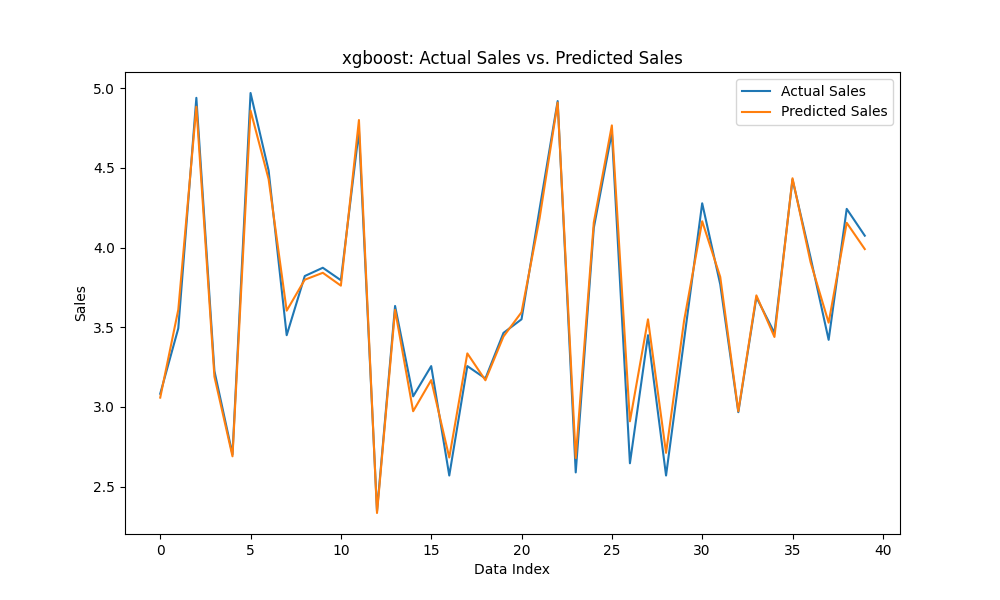 xgboost: Actual Sales vs. Predicted Sales
Actual Sales
Predicted Sales
5.0
4.5
4.0
3.5
3.0
2.5
Sales
0 5 10 15 20 25 30 35 40
Data Index